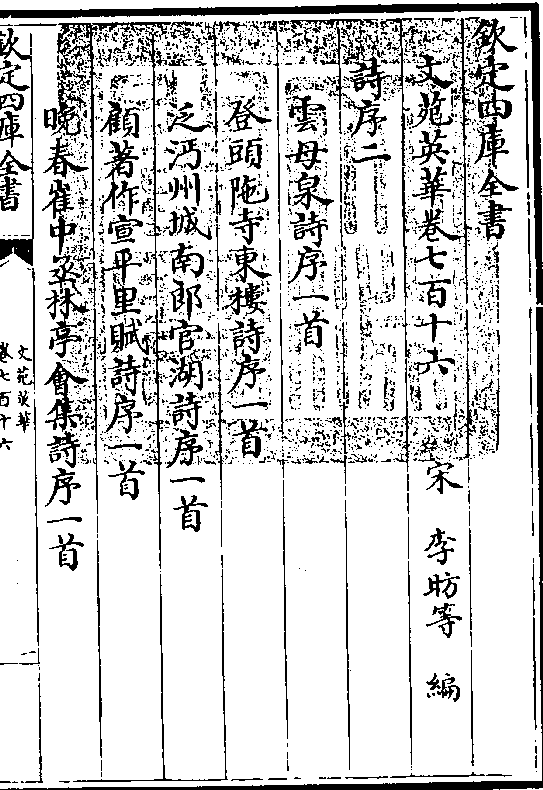 欽定四庫全書
文苑英華卷七百十六
宋 李昉等 編
詩序二
雲母泉詩序一首
登頭陁寺東樓詩序一首
泛沔州城南郎官湖詩序一首
顧著作宣平里賦詩序一首
晚春崔中丞林亭會集詩序一首
欽定四庫全書
文苑英華
卷七百十六